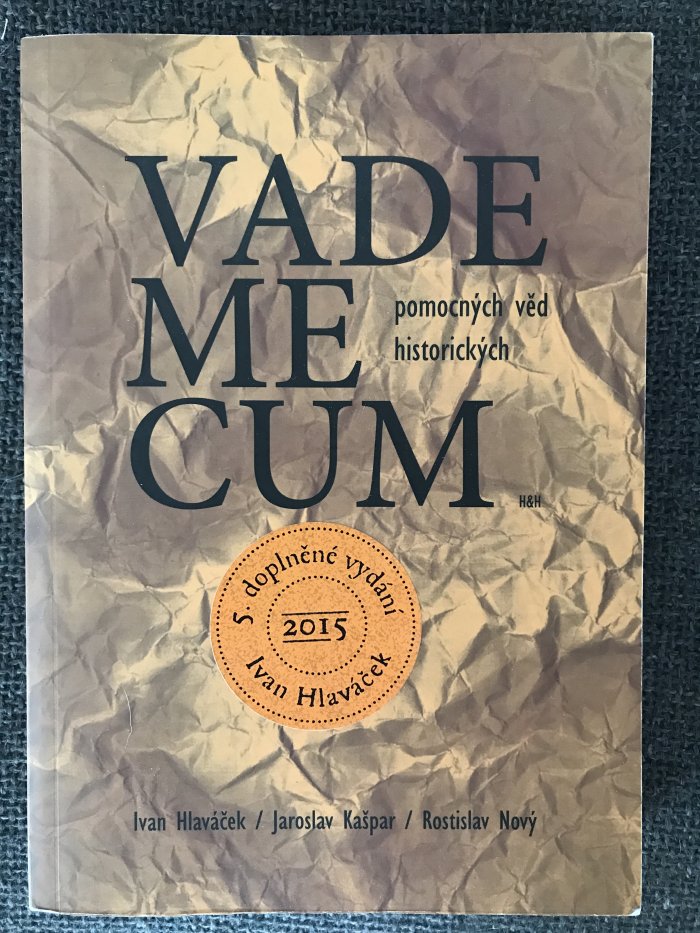 VADE
ME
pomocných věd
historických
CUM
H&H
5. doplněné vydání
2015
Ivan Hlaváček
Ivan Hlaváček / Jaroslav Kašpar / Rostislav Nový